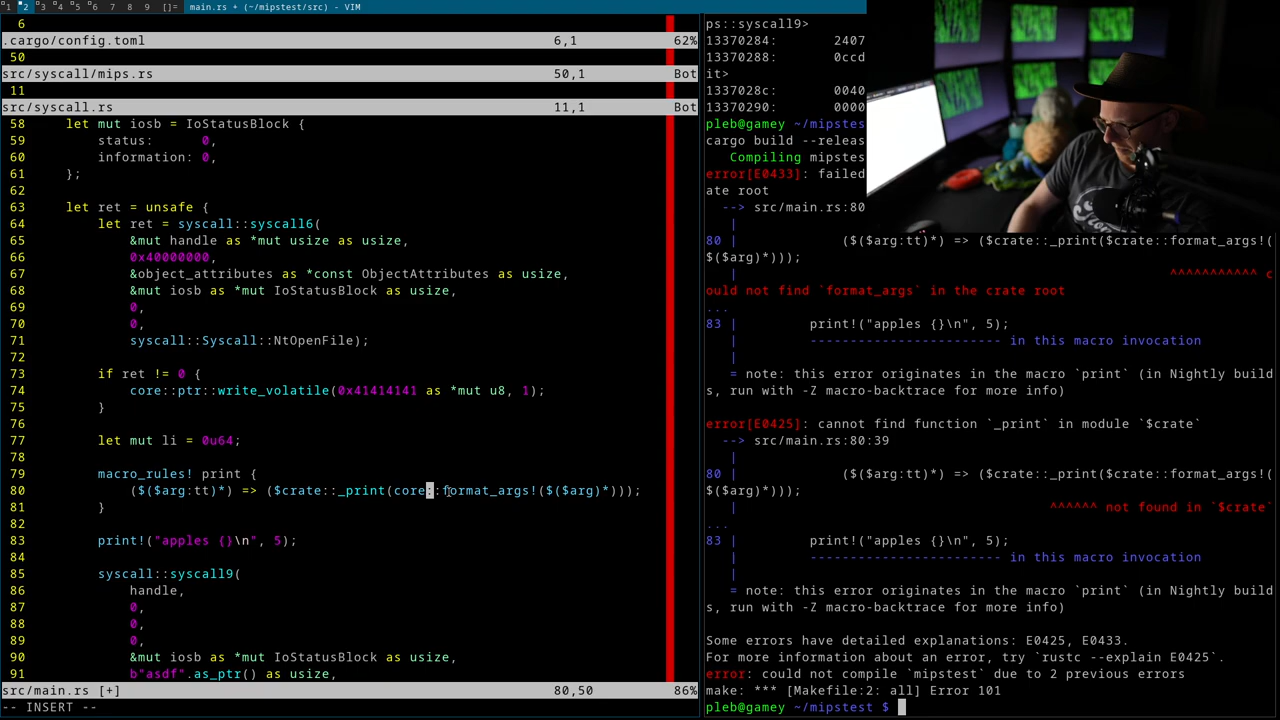 1 2 3 4 5 6 7 8 9 []= main.rs + (~/mipstest/src) - VIM
6
.cargo/config.toml 6,1 62%
50
src/syscall/mips.rs 50,1 Bot
11
src/syscall.rs 11,1 Bot
58 let mut iosb = IoStatusBlock {
59 status: 0,
60 information: 0,
61 };
62
63 let ret = unsafe {
64 let ret = syscall::syscall6(
65 &mut handle as *mut usize as usize,
66 0x40000000,
67 &object_attributes as *const ObjectAttributes as usize,
68 &mut iosb as *mut IoStatusBlock as usize,
69 0,
70 0,
71 syscall::Syscall::NtOpenFile);
72
73 if ret != 0 {
74 core::ptr::write_volatile(0x41414141 as *mut u8, 1);
75 }
76
77 let mut li = 0u64;
78
79 macro_rules! print {
80 ($($arg:tt)*) => ($crate::_print(core::format_args!($($arg)*)));
81 }
82
83 print!("apples {}\n", 5);
84
85 syscall::syscall9(
86 handle,
87 0,
88 0,
89 0,
90 &mut iosb as *mut IoStatusBlock as usize,
91 b"asdf".as_ptr() as usize,
src/main.rs [+] 80,50 86%
-- INSERT --
ps::syscall9>
13370284: 2407
13370288: 0ccd
it>
1337028c: 0040
13370290: 0000
pleb@gamey ~/mipstes
cargo build --releas
Compiling mipstes
error[E0433]: failed
ate root
--> src/main.rs:80
|
80 | ($($arg:tt)*) => ($crate::_print($crate::format_args!(
$($arg)*)));
| ^^^^^^^^^^^ c
ould not find `format_args` in the crate root
...
83 | print!("apples {}\n", 5);
| ------------------------ in this macro invocation
|
= note: this error originates in the macro `print` (in Nightly build
s, run with -Z macro-backtrace for more info)
error[E0425]: cannot find function `_print` in module `$crate`
--> src/main.rs:80:39
|
80 | ($($arg:tt)*) => ($crate::_print($crate::format_args!(
$($arg)*)));
| ^^^^^^ not found in `$crate`
...
83 | print!("apples {}\n", 5);
| ------------------------ in this macro invocation
|
= note: this error originates in the macro `print` (in Nightly build
s, run with -Z macro-backtrace for more info)
Some errors have detailed explanations: E0425, E0433.
For more information about an error, try `rustc --explain E0425`.
error: could not compile `mipstest` due to 2 previous errors
make: *** [Makefile:2: all] Error 101
pleb@gamey ~/mipstest $